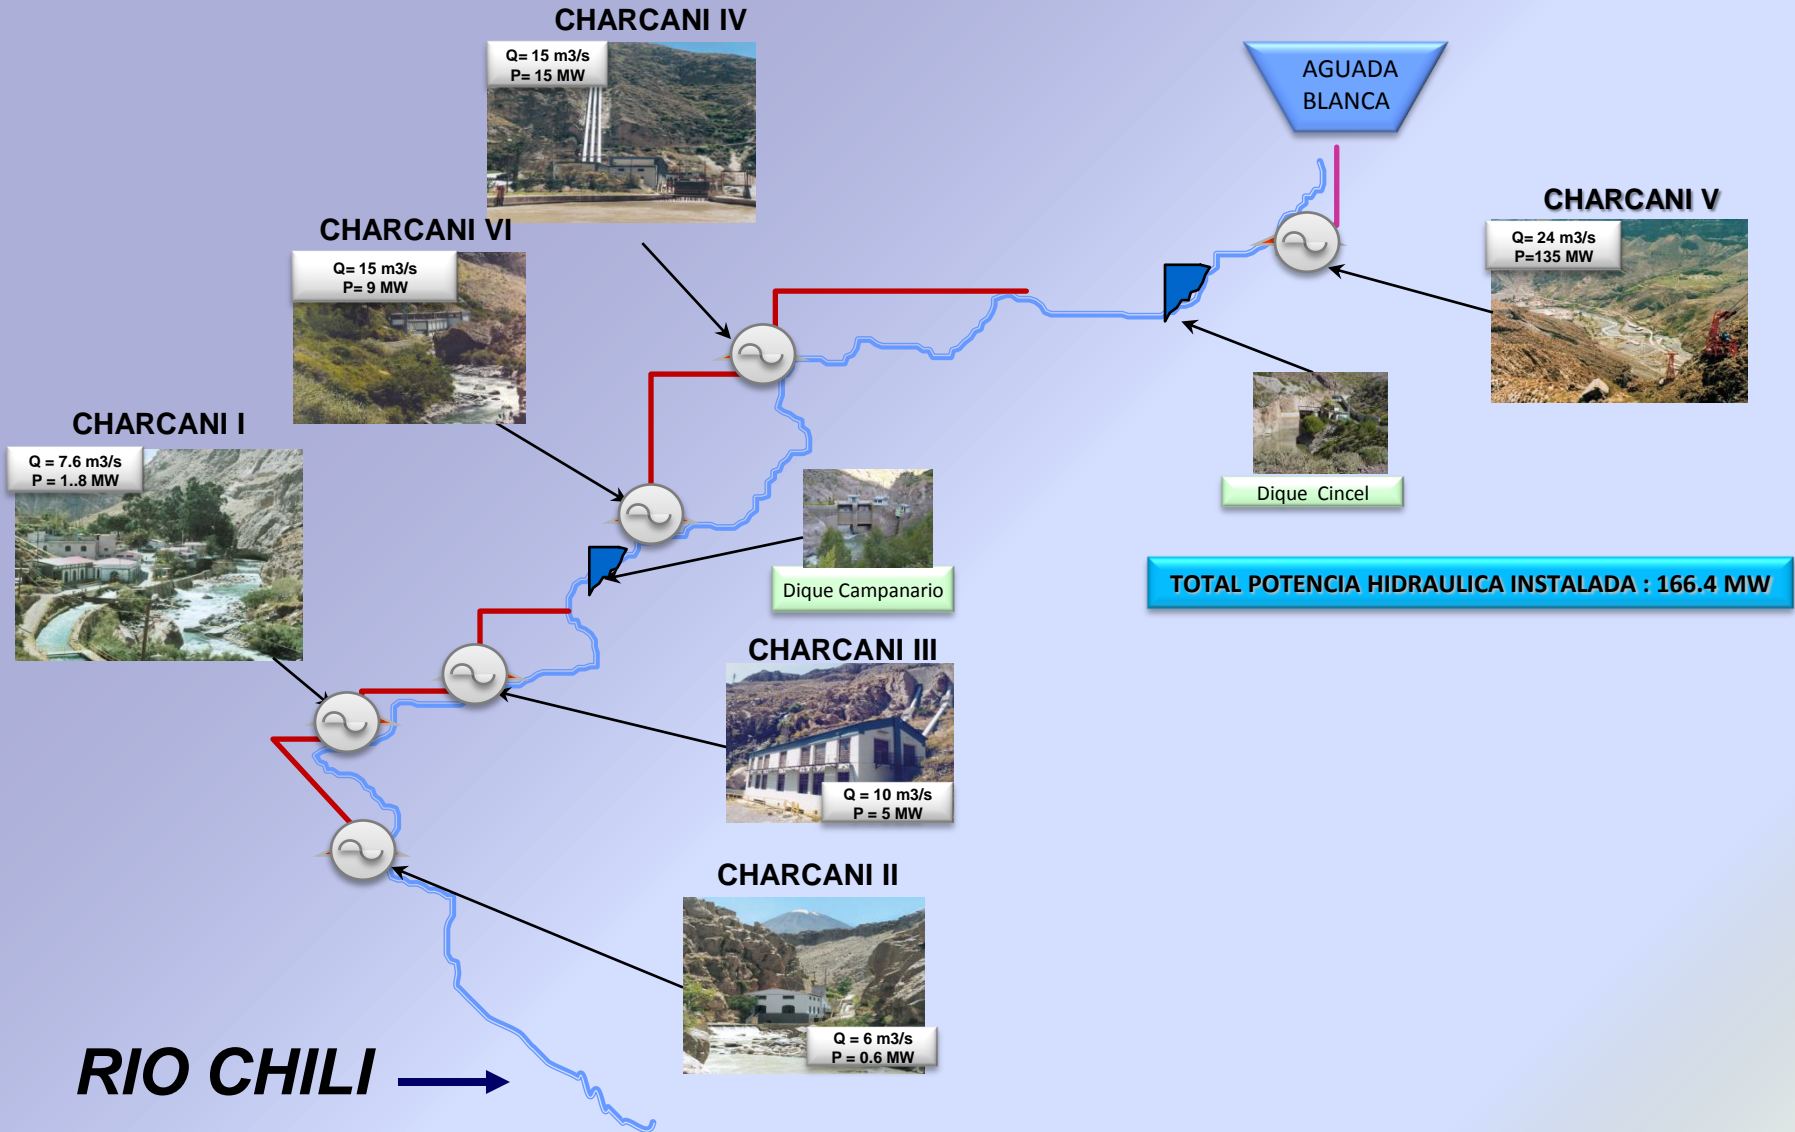 CHARCANI IV
Q= 15 m3/s
P= 15 MW
AGUADA
BLANCA
CHARCANI V
Q= 24 m3/s
P=135 MW
CHARCANI VI
Q= 15 m3/s
P= 9 MW
CHARCANI I
Q = 7.6 m3/s
P = 1..8 MW
Dique  Cincel
Dique Campanario
TOTAL POTENCIA HIDRAULICA INSTALADA : 166.4 MW
CHARCANI III
Q = 10 m3/s
P = 5 MW
CHARCANI II
Q = 6 m3/s
P = 0.6 MW
RIO CHILI